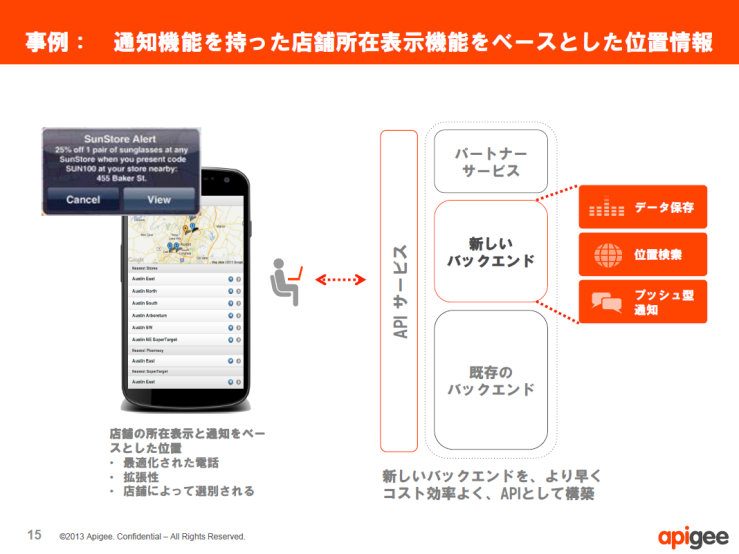 事例： 通知機能を持った店舗所在表示機能をベースとした位置情報
SunStore Alert
25% off 1 pair of sunglasses at any
SunStore when you present code
SUN100 at your store nearby:
455 Baker St.
Cancel
View
Nearest Stores
Austin East
Austin North
Austin South
Austin Arboretum
Austin SW
Austin NE SuperTarget
Nearest Pharmacy
Austin East
Nearest SuperTarget
Austin East
店舗の所在表示と通知をベー
スとした位置
• 最適化された電話
• 拡張性
• 店舗によって選別される
API サービス
パートナー
サービス
新しい
バックエンド
既存の
バックエンド
データ保存
位置検索
プッシュ型
通知
新しいバックエンドを、より早く
コスト効率よく、APIとして構築
15
©2013 Apigee. Confidential – All Rights Reserved.
apigee